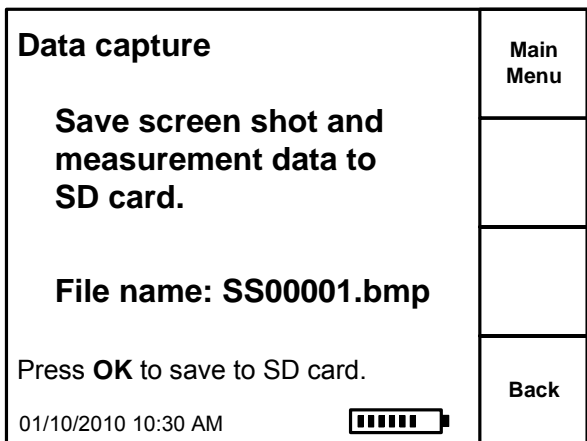 Data capture
Main
Menu
Save screen shot and
measurement data to
SD card.
File name: SS00001.bmp
Press OK to save to SD card.
Back
01/10/2010 10:30 AM